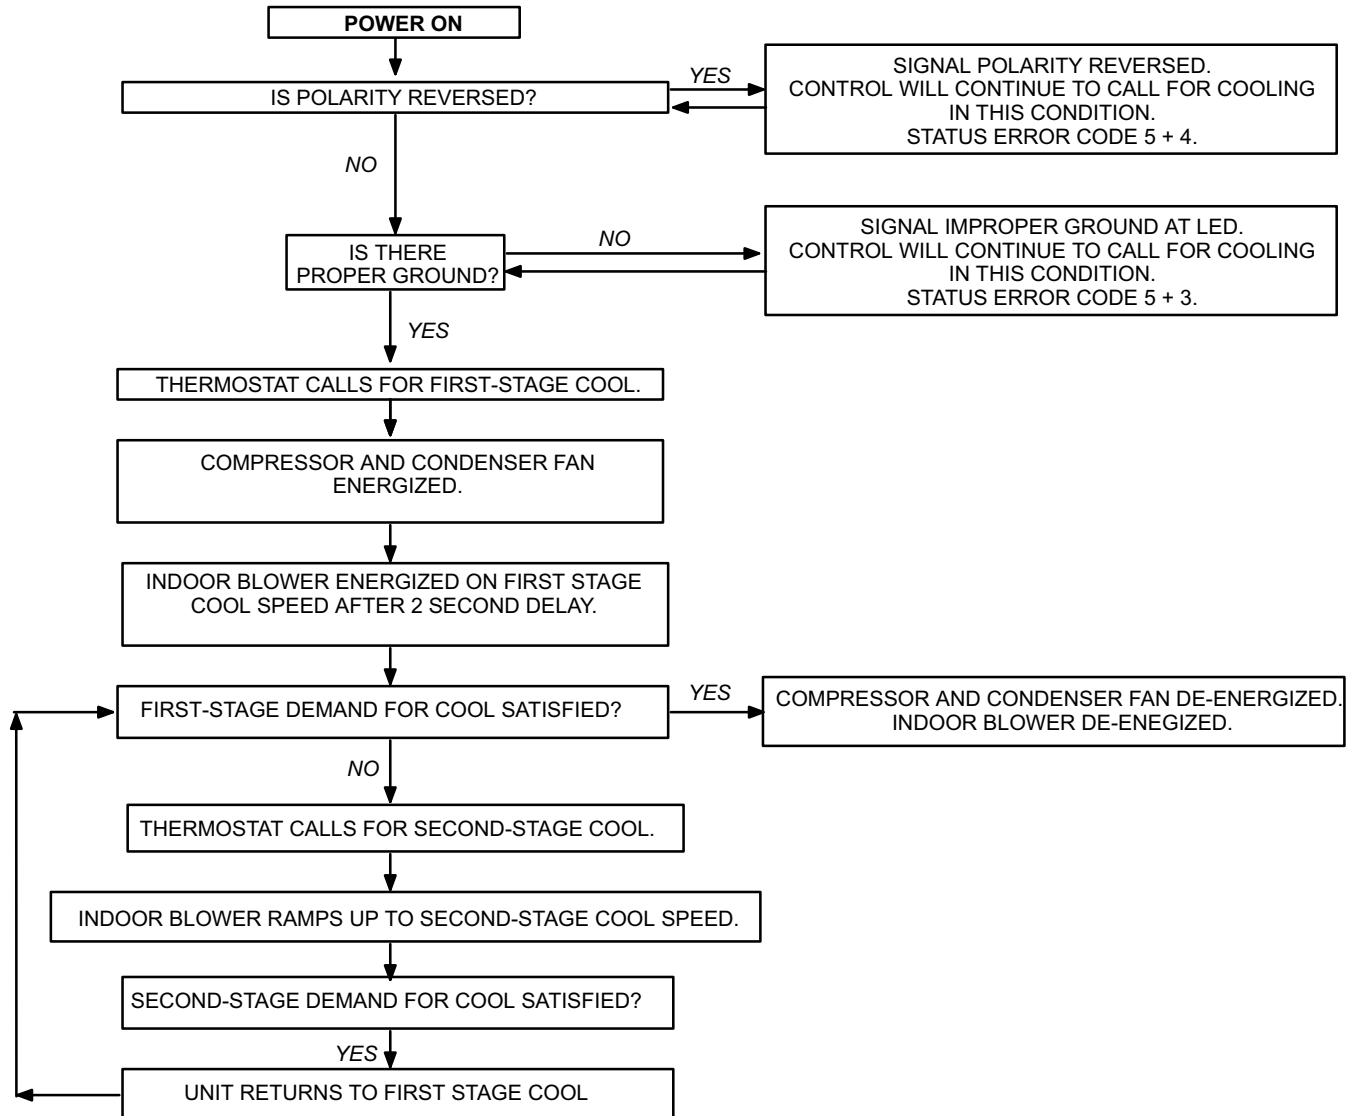 POWER ON
IS POLARITY REVERSED?
YES
SIGNAL POLARITY REVERSED.
CONTROL WILL CONTINUE TO CALL FOR COOLING
IN THIS CONDITION.
STATUS ERROR CODE 5 + 4.
NO
IS THERE
PROPER GROUND?
NO
SIGNAL IMPROPER GROUND AT LED.
CONTROL WILL CONTINUE TO CALL FOR COOLING
IN THIS CONDITION.
STATUS ERROR CODE 5 + 3.
YES
THERMOSTAT CALLS FOR FIRST-STAGE COOL.
COMPRESSOR AND CONDENSER FAN
ENERGIZED.
INDOOR BLOWER ENERGIZED ON FIRST STAGE
COOL SPEED AFTER 2 SECOND DELAY.
FIRST-STAGE DEMAND FOR COOL SATISFIED?
YES
COMPRESSOR AND CONDENSER FAN DE-ENERGIZED.
INDOOR BLOWER DE-ENEGIZED.
NO
THERMOSTAT CALLS FOR SECOND-STAGE COOL.
INDOOR BLOWER RAMPS UP TO SECOND-STAGE COOL SPEED.
SECOND-STAGE DEMAND FOR COOL SATISFIED?
YES
UNIT RETURNS TO FIRST STAGE COOL